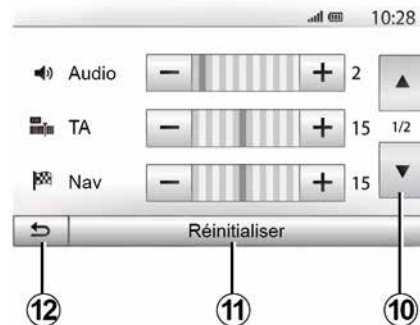 10:28
Audio − + 2 ▲
TA − + 15 1/2
Nav − + 15 ▼
Réinitialiser
12 11 10